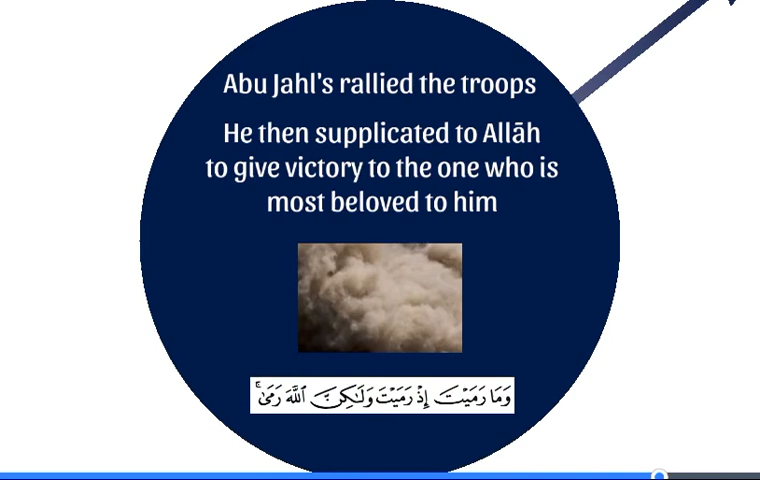 Abu Jahl's rallied the troops
He then supplicated to Allāh
to give victory to the one who is
most beloved to him
وَمَا رَمَيْتَ إِذْ رَمَيْتَ وَلَـٰكِنَّ ٱللَّهَ رَمَىٰ ۚ